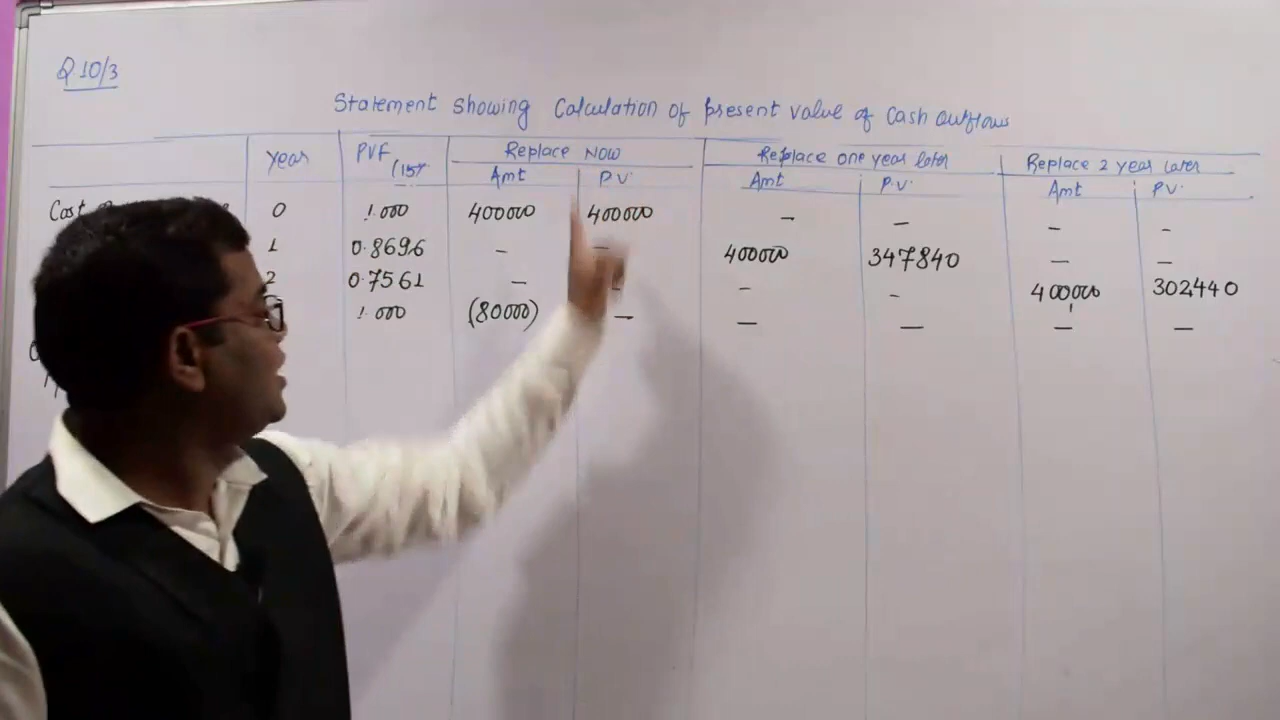 Q 10/3
Statement Showing Calculation of present value of Cash outflows
Year PVF Replace Now Replace one year later Replace 2 year later
(15% Amt P.V. Amt P.V. Amt P.V.
Cost 0 1.000 400000 400000 - - - -
1 0.8696 - - 400000 347840 - -
2 0.7561 - - - - 400000 302440
1.000 (80000) - - - - -